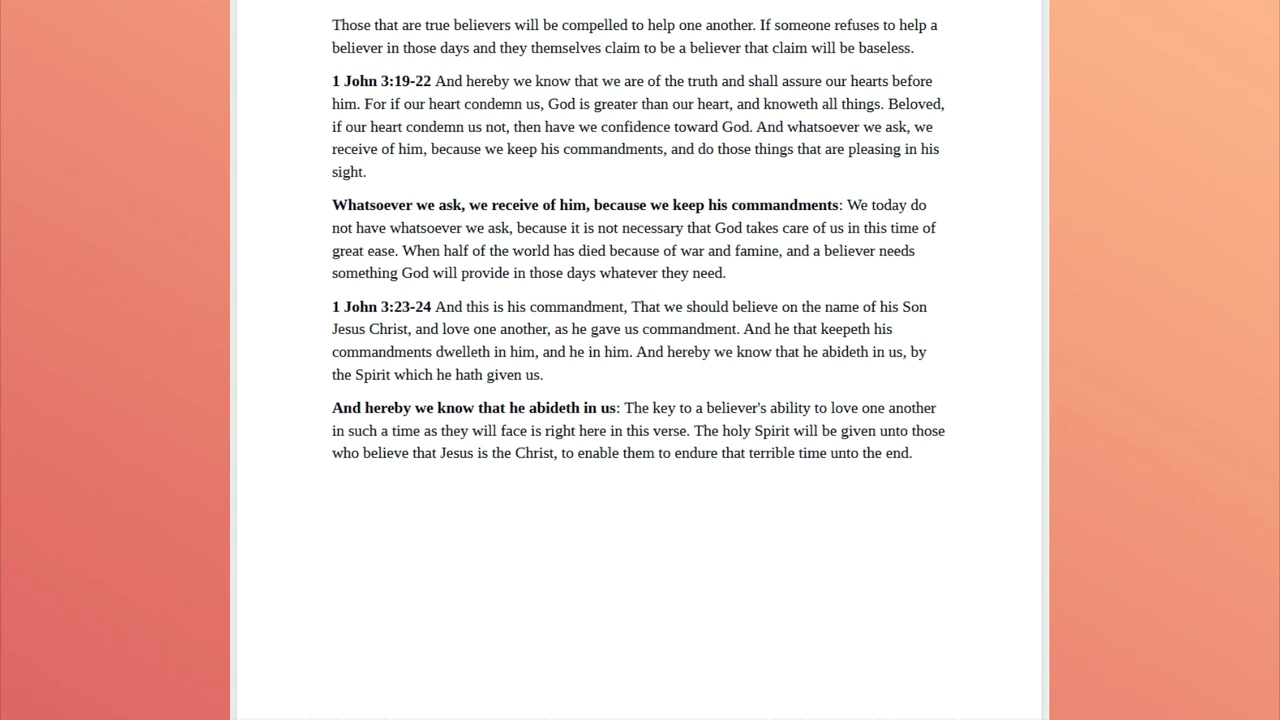 Those that are true believers will be compelled to help one another. If someone refuses to help a
believer in those days and they themselves claim to be a believer that claim will be baseless.
1 John 3:19-22 And hereby we know that we are of the truth and shall assure our hearts before
him. For if our heart condemn us, God is greater than our heart, and knoweth all things. Beloved,
if our heart condemn us not, then have we confidence toward God. And whatsoever we ask, we
receive of him, because we keep his commandments, and do those things that are pleasing in his
sight.
Whatsoever we ask, we receive of him, because we keep his commandments: We today do
not have whatsoever we ask, because it is not necessary that God takes care of us in this time of
great ease. When half of the world has died because of war and famine, and a believer needs
something God will provide in those days whatever they need.
1 John 3:23-24 And this is his commandment, That we should believe on the name of his Son
Jesus Christ, and love one another, as he gave us commandment. And he that keepeth his
commandments dwelleth in him, and he in him. And hereby we know that he abideth in us, by
the Spirit which he hath given us.
And hereby we know that he abideth in us: The key to a believer's ability to love one another
in such a time as they will face is right here in this verse. The holy Spirit will be given unto those
who believe that Jesus is the Christ, to enable them to endure that terrible time unto the end.